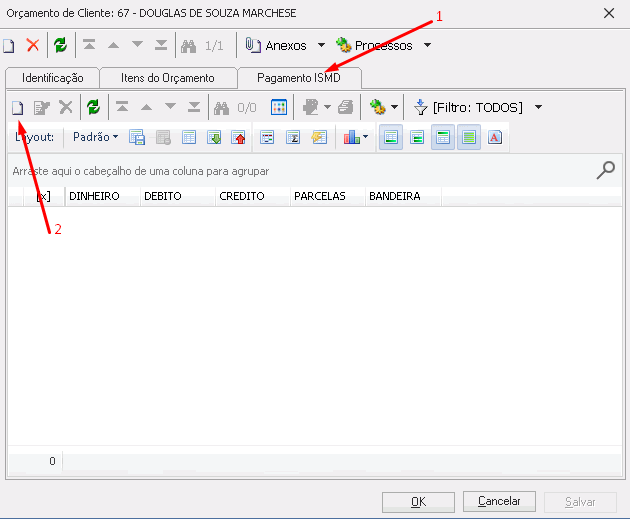 Orçamento de Cliente: 67 - DOUGLAS DE SOUZA MARCHESE
1
1/1 Anexos Processos
Identificação Itens do Orçamento Pagamento ISMD
0/0 [Filtro: TODOS]
Layout: Padrão Σ A
Arraste aqui o cabeçalho de uma coluna para agrupar
[x] DINHEIRO DEBITO CREDITO PARCELAS BANDEIRA
2
0
OK Cancelar Salvar